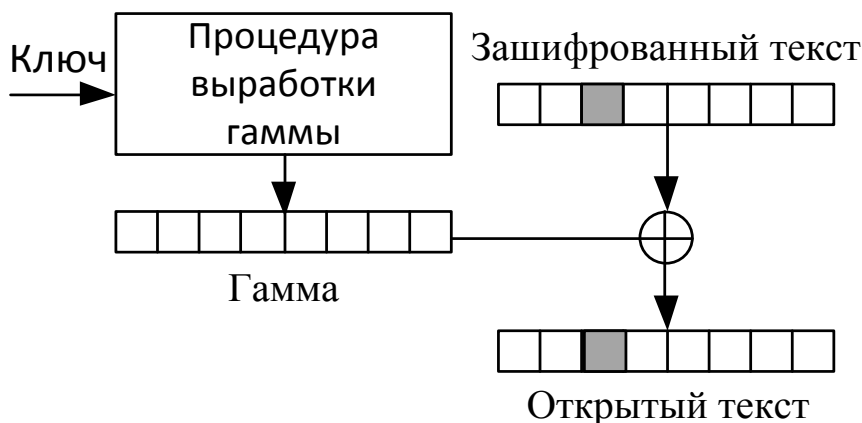 Ключ
Процедура
выработки
гаммы
Зашифрованный текст
Гамма
Открытый текст